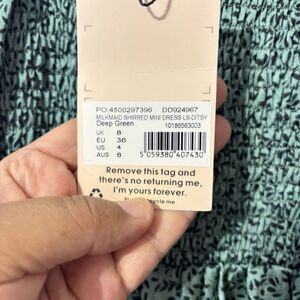 PO:4500297396 DD924967
MILKMAID SHIRRED MINI DRESS LS DITSY
Deep Green 10186563003
UK 8
EU 36
US 4
AUS 8
5 059380 407430
Remove this tag and
there's no returning me,
I'm yours forever.
me